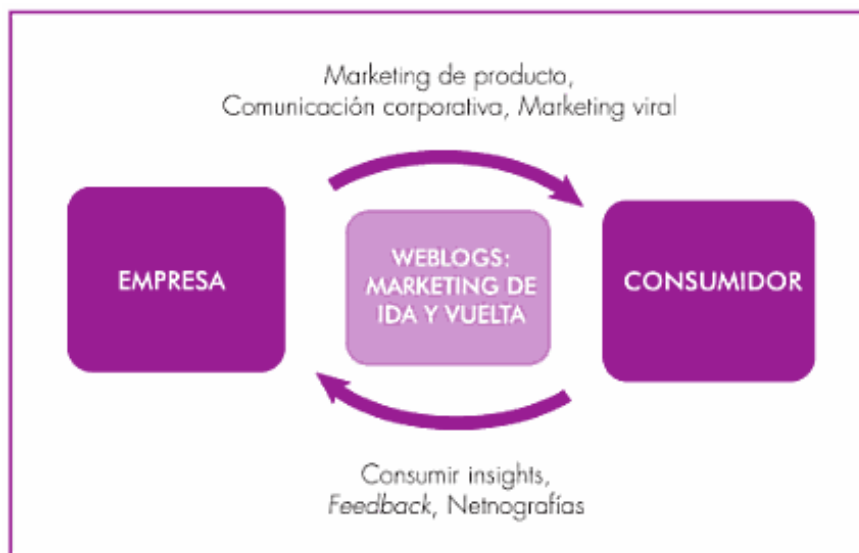 Marketing de producto,
Comunicación corporativa, Marketing viral
EMPRESA
WEBLOGS:
MARKETING DE
IDA Y VUELTA
CONSUMIDOR
Consumir insights,
Feedback, Netnografías